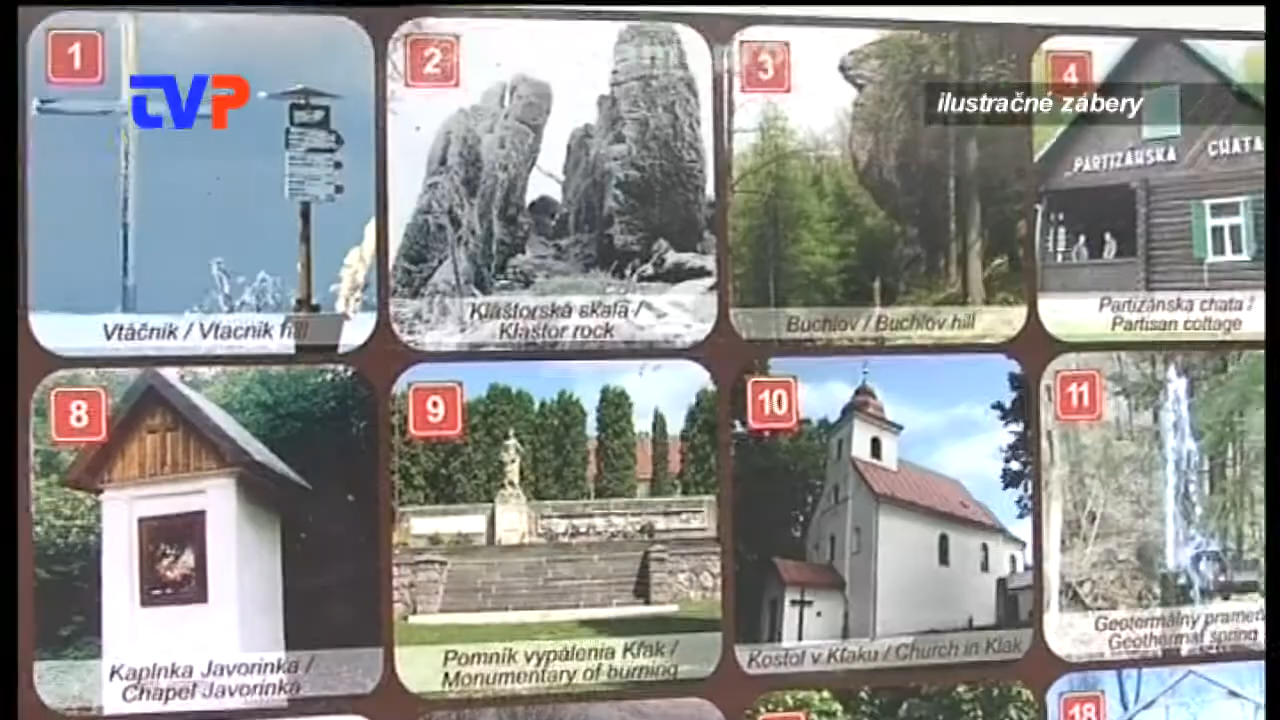 1
2
3
4
TVP
ilustračné zábery
PARTIZÁNSKA CHATA
Vtáčnik / Vtacnik hill
Kláštorská skala /
Klaštor rock
Buchlov / Buchlov hill
Partizánska chata /
Partisan cottage
8
9
10
11
Kaplnka Javorinka /
Chapel Javorinka
Pomník vypálenia Kľak /
Monumentary of burning
Kostol v Kľaku / Church in Klak
Geotermálny prameň
Geothermal spring
18